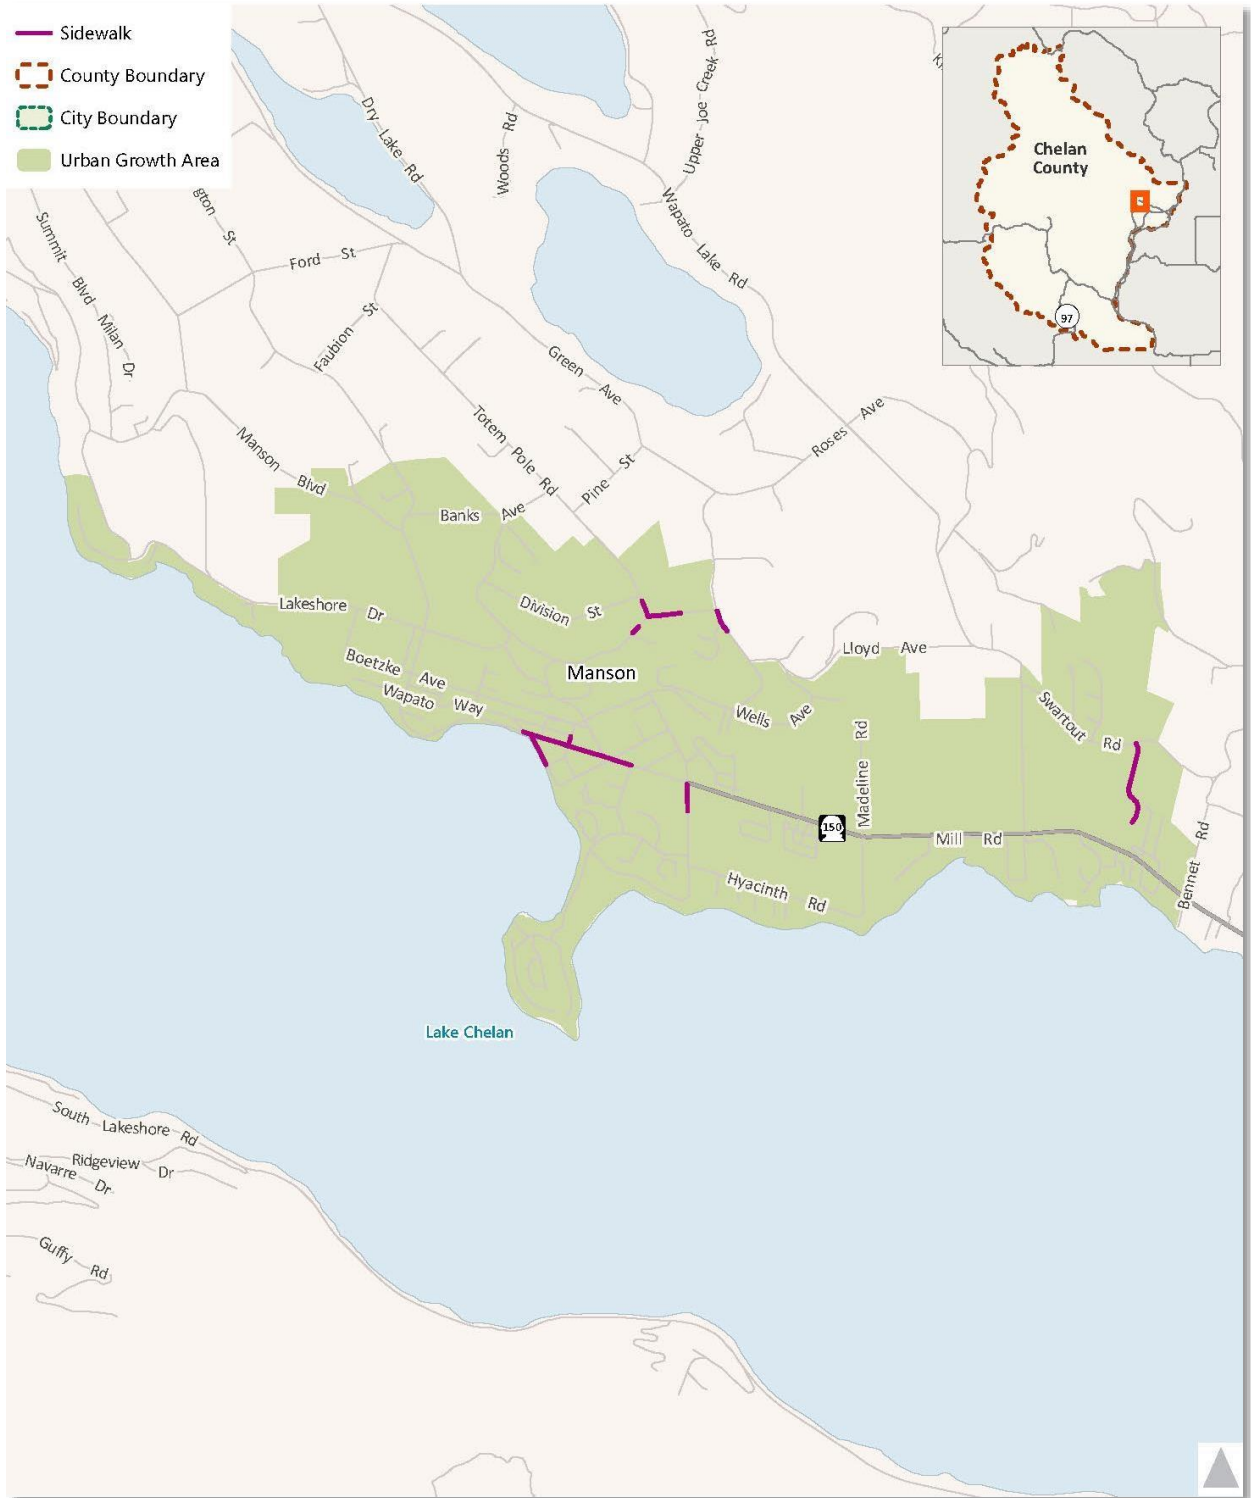 Sidewalk
County Boundary
City Boundary
Urban Growth Area
Chelan
County
97
Dry Lake Rd
Woods Rd
Upper Joe Creek Rd
Wapato Lake Rd
gton St
Summit Blvd
Milan Dr
Ford St
Faubion St
Green Ave
Totem Pole Rd
Pine St
Roses Ave
Manson Blvd
Banks Ave
Lakeshore Dr
Division St
Lloyd Ave
Boetzke Ave
Manson
Wapato Way
Wells Ave
Swartout Rd
Madeline Rd
150
Mill Rd
Bennet Rd
Hyacinth Rd
Lake Chelan
South Lakeshore Rd
Ridgeview Dr
Navarre Dr
Guffy Rd